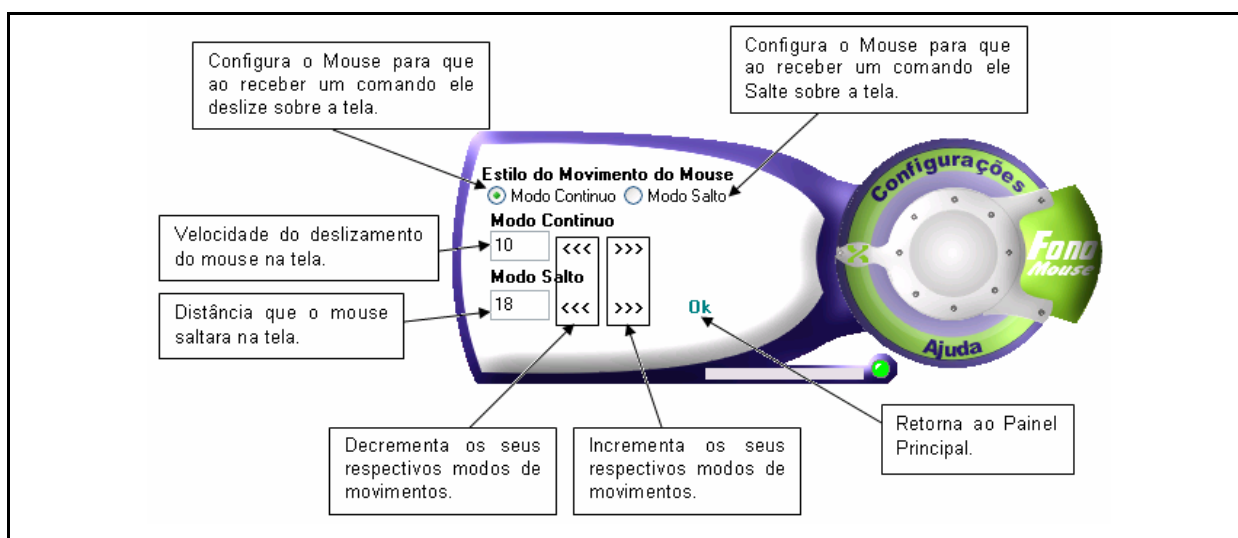 Configura o Mouse para que
ao receber um comando ele
deslize sobre a tela.
Configura o Mouse para que
ao receber um comando ele
Salte sobre a tela.
Estilo do Movimento do Mouse
Modo Continuo Modo Salto
Modo Continuo
10 <<< >>>
Modo Salto
18 <<< >>>
Ok
Configurações
Fono
Mouse
Ajuda
Velocidade do deslizamento
do mouse na tela.
Distância que o mouse
saltara na tela.
Decrementa os seus
respectivos modos de
movimentos.
Incrementa os seus
respectivos modos de
movimentos.
Retorna ao Painel
Principal.